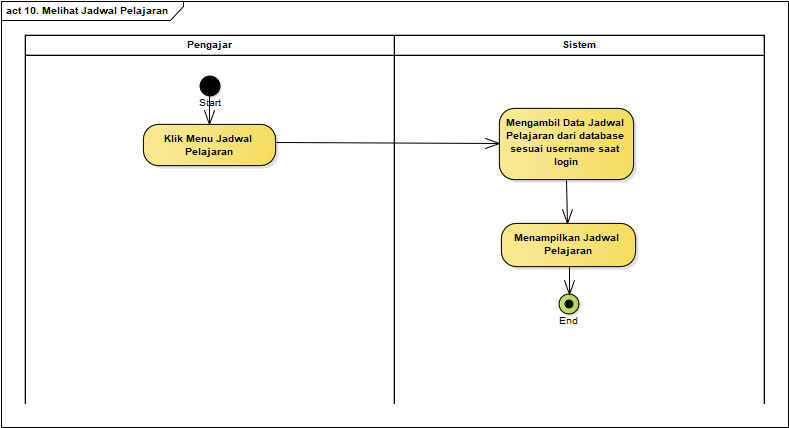 act 10. Melihat Jadwal Pelajaran
Pengajar
Sistem
Start
Klik Menu Jadwal
Pelajaran
Mengambil Data Jadwal
Pelajaran dari database
sesuai username saat
login
Menampilkan Jadwal
Pelajaran
End